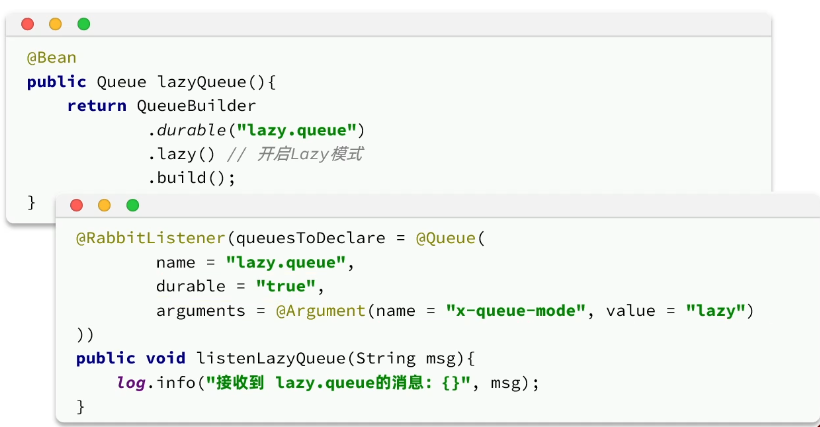 @Bean
public Queue lazyQueue(){
    return QueueBuilder
            .durable("lazy.queue")
            .lazy() // 开启Lazy模式
            .build();
}
@RabbitListener(queuesToDeclare = @Queue(
        name = "lazy.queue",
        durable = "true",
        arguments = @Argument(name = "x-queue-mode", value = "lazy")
))
public void listenLazyQueue(String msg){
    log.info("接收到 lazy.queue的消息：{}", msg);
}